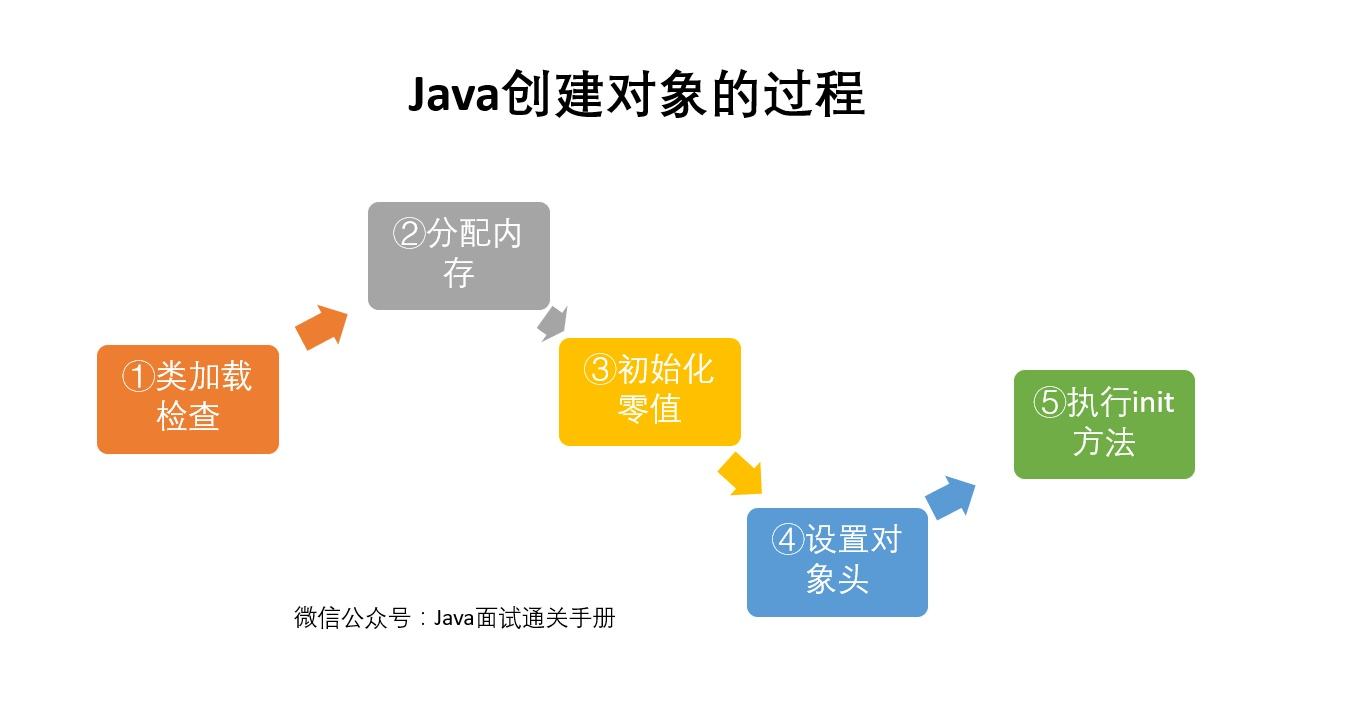 Java创建对象的过程
①类加载
检查
②分配内
存
③初始化
零值
④设置对
象头
⑤执行init
方法
微信公众号：Java面试通关手册